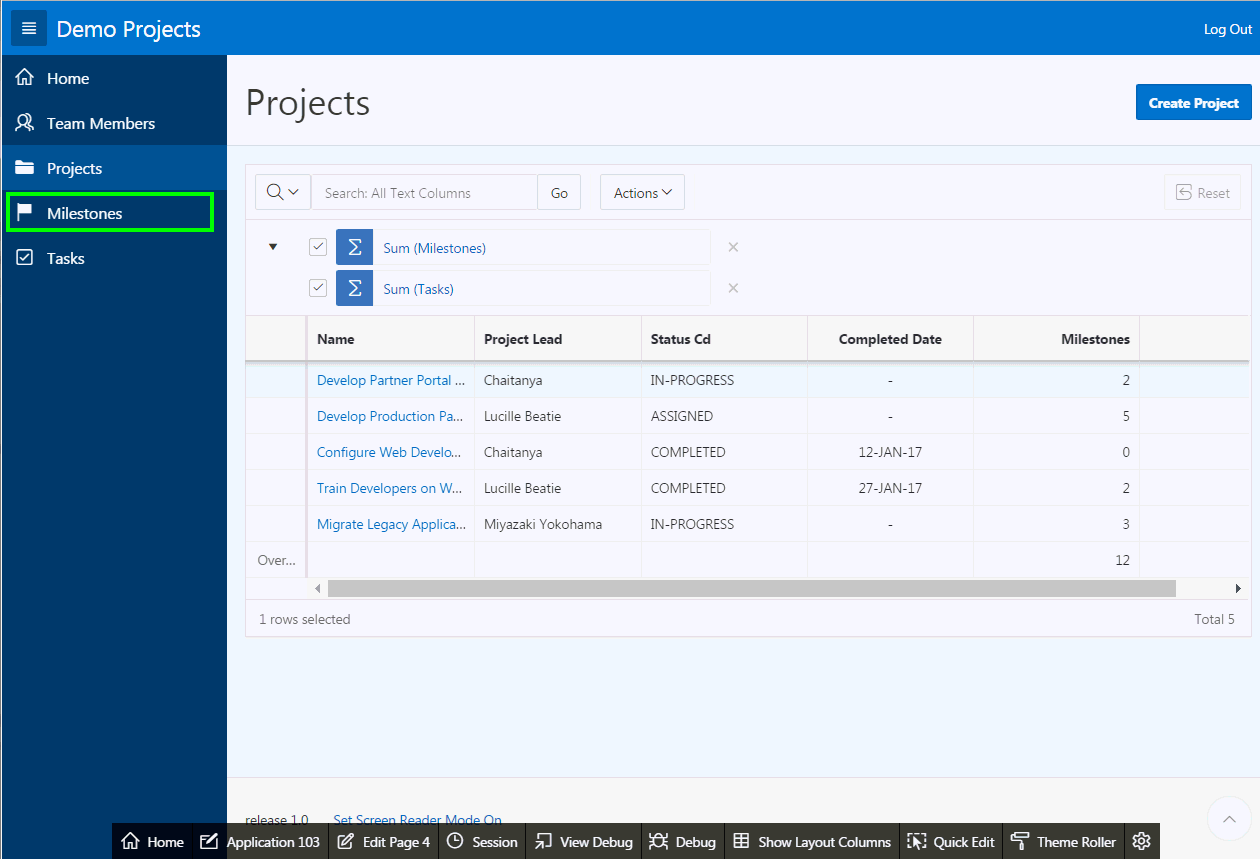 Demo Projects
Log Out
Home
Team Members
Projects
Milestones
Tasks
Projects
Create Project
Search: All Text Columns
Go
Actions
Reset
Sum (Milestones)
Sum (Tasks)
Name Project Lead Status Cd Completed Date Milestones
Develop Partner Portal ... Chaitanya IN-PROGRESS - 2
Develop Production Pa... Lucille Beatie ASSIGNED - 5
Configure Web Develo... Chaitanya COMPLETED 12-JAN-17 0
Train Developers on W... Lucille Beatie COMPLETED 27-JAN-17 2
Migrate Legacy Applica... Miyazaki Yokohama IN-PROGRESS - 3
Over... 12
1 rows selected Total 5
release 1.0 Set Screen Reader Mode On
Home Application 103 Edit Page 4 Session View Debug Debug Show Layout Columns Quick Edit Theme Roller